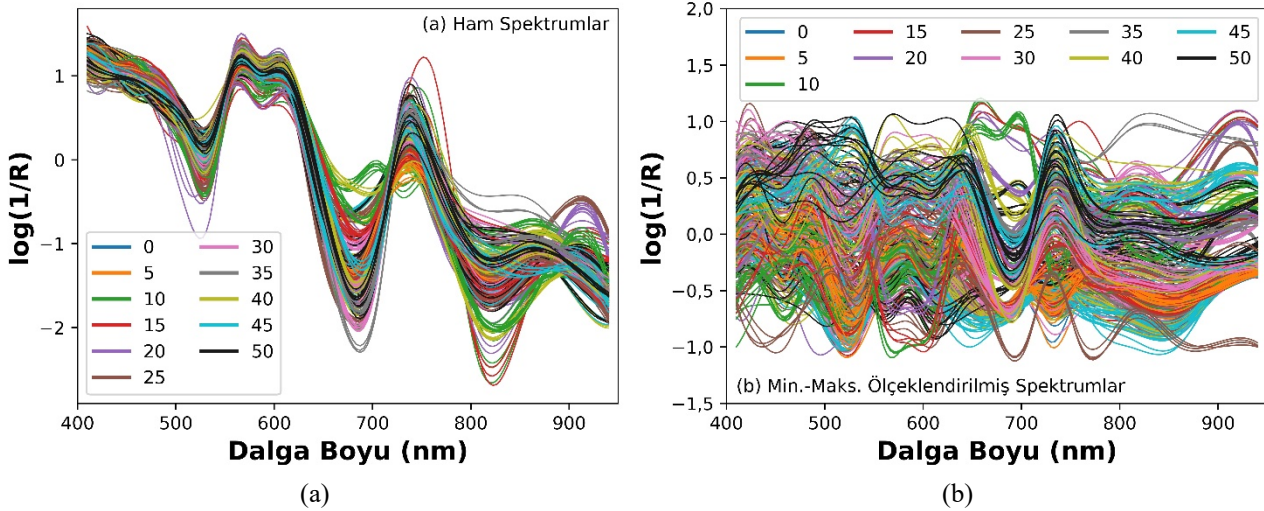 (a) Ham Spektrumlar
log(1/R)
1
0
−1
−2
0
5
10
15
20
25
30
35
40
45
50
400 500 600 700 800 900
Dalga Boyu (nm)
(a)
2,0
1,5
1,0
0,5
0,0
−0,5
−1,0
−1,5
log(1/R)
0 15 25 35 45
5 20 30 40 50
10
(b) Min.-Maks. Ölçeklendirilmiş Spektrumlar
400 500 600 700 800 900
Dalga Boyu (nm)
(b)